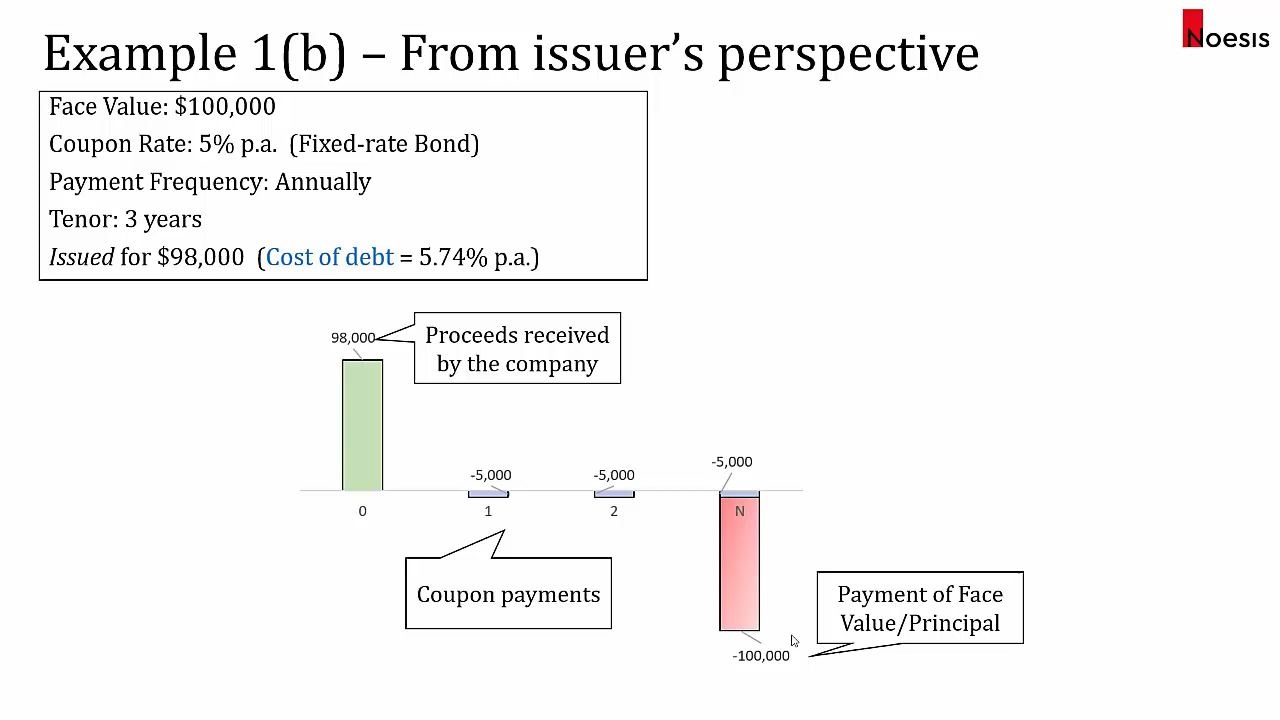 Example 1(b) – From issuer's perspective
Noesis
Face Value: $100,000
Coupon Rate: 5% p.a. (Fixed-rate Bond)
Payment Frequency: Annually
Tenor: 3 years
Issued for $98,000 (Cost of debt = 5.74% p.a.)
98,000
Proceeds received
by the company
-5,000
-5,000
-5,000
0
1
2
N
Coupon payments
Payment of Face
Value/Principal
-100,000